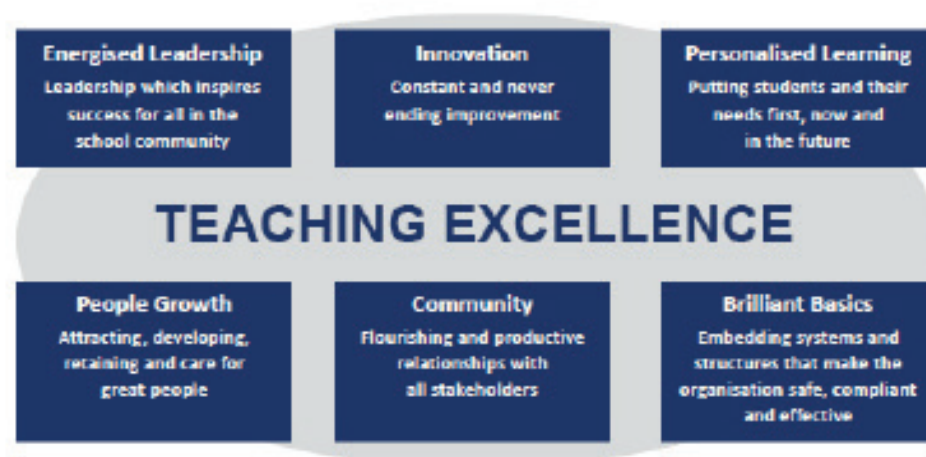 Energised Leadership
Leadership which inspires
success for all in the
school community
Innovation
Constant and never
ending improvement
Personalised Learning
Putting students and their
needs first, now and
in the future
TEACHING EXCELLENCE
People Growth
Attracting, developing,
retaining and care for
great people
Community
Flourishing and productive
relationships with
all stakeholders
Brilliant Basics
Embedding systems and
structures that make the
organisation safe, compliant
and effective